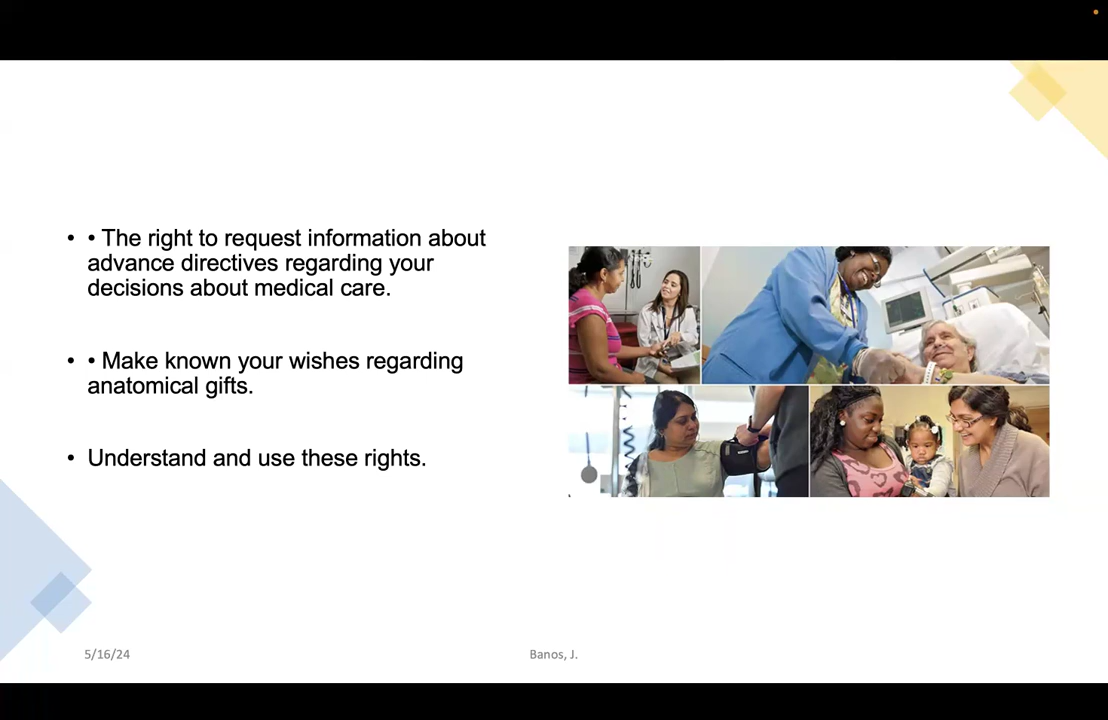 • • The right to request information about
advance directives regarding your
decisions about medical care.
• • Make known your wishes regarding
anatomical gifts.
• Understand and use these rights.
5/16/24
Banos, J.